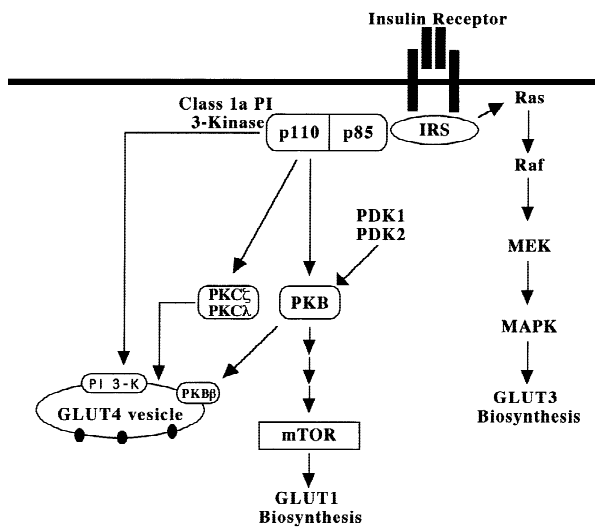 Insulin Receptor
Class 1a PI
3-Kinase
p110
p85
IRS
Ras
Raf
MEK
MAPK
GLUT3
Biosynthesis
PDK1
PDK2
PKCζ
PKCλ
PKB
PI 3-K
PKBβ
GLUT4 vesicle
mTOR
GLUT1
Biosynthesis